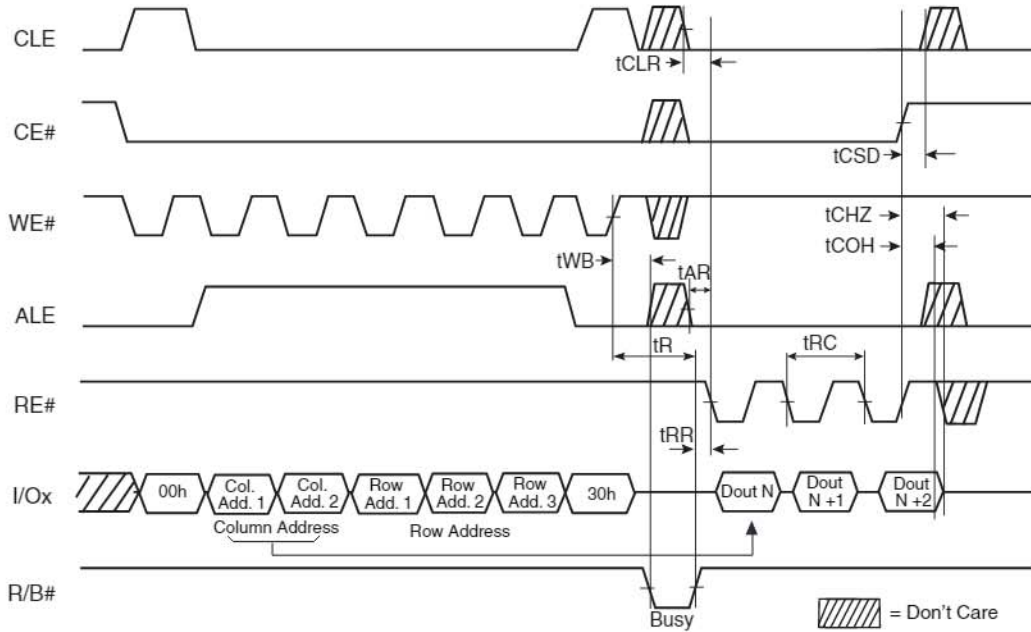 CLE
tCLR
CE#
tCSD
WE#
tCHZ
tCOH
tWB
tAR
ALE
tR
tRC
RE#
tRR
I/Ox
00h
Col.
Add. 1
Col.
Add. 2
Row
Add. 1
Row
Add. 2
Row
Add. 3
30h
Dout N
Dout
N +1
Dout
N +2
Column Address
Row Address
R/B#
Busy
= Don't Care